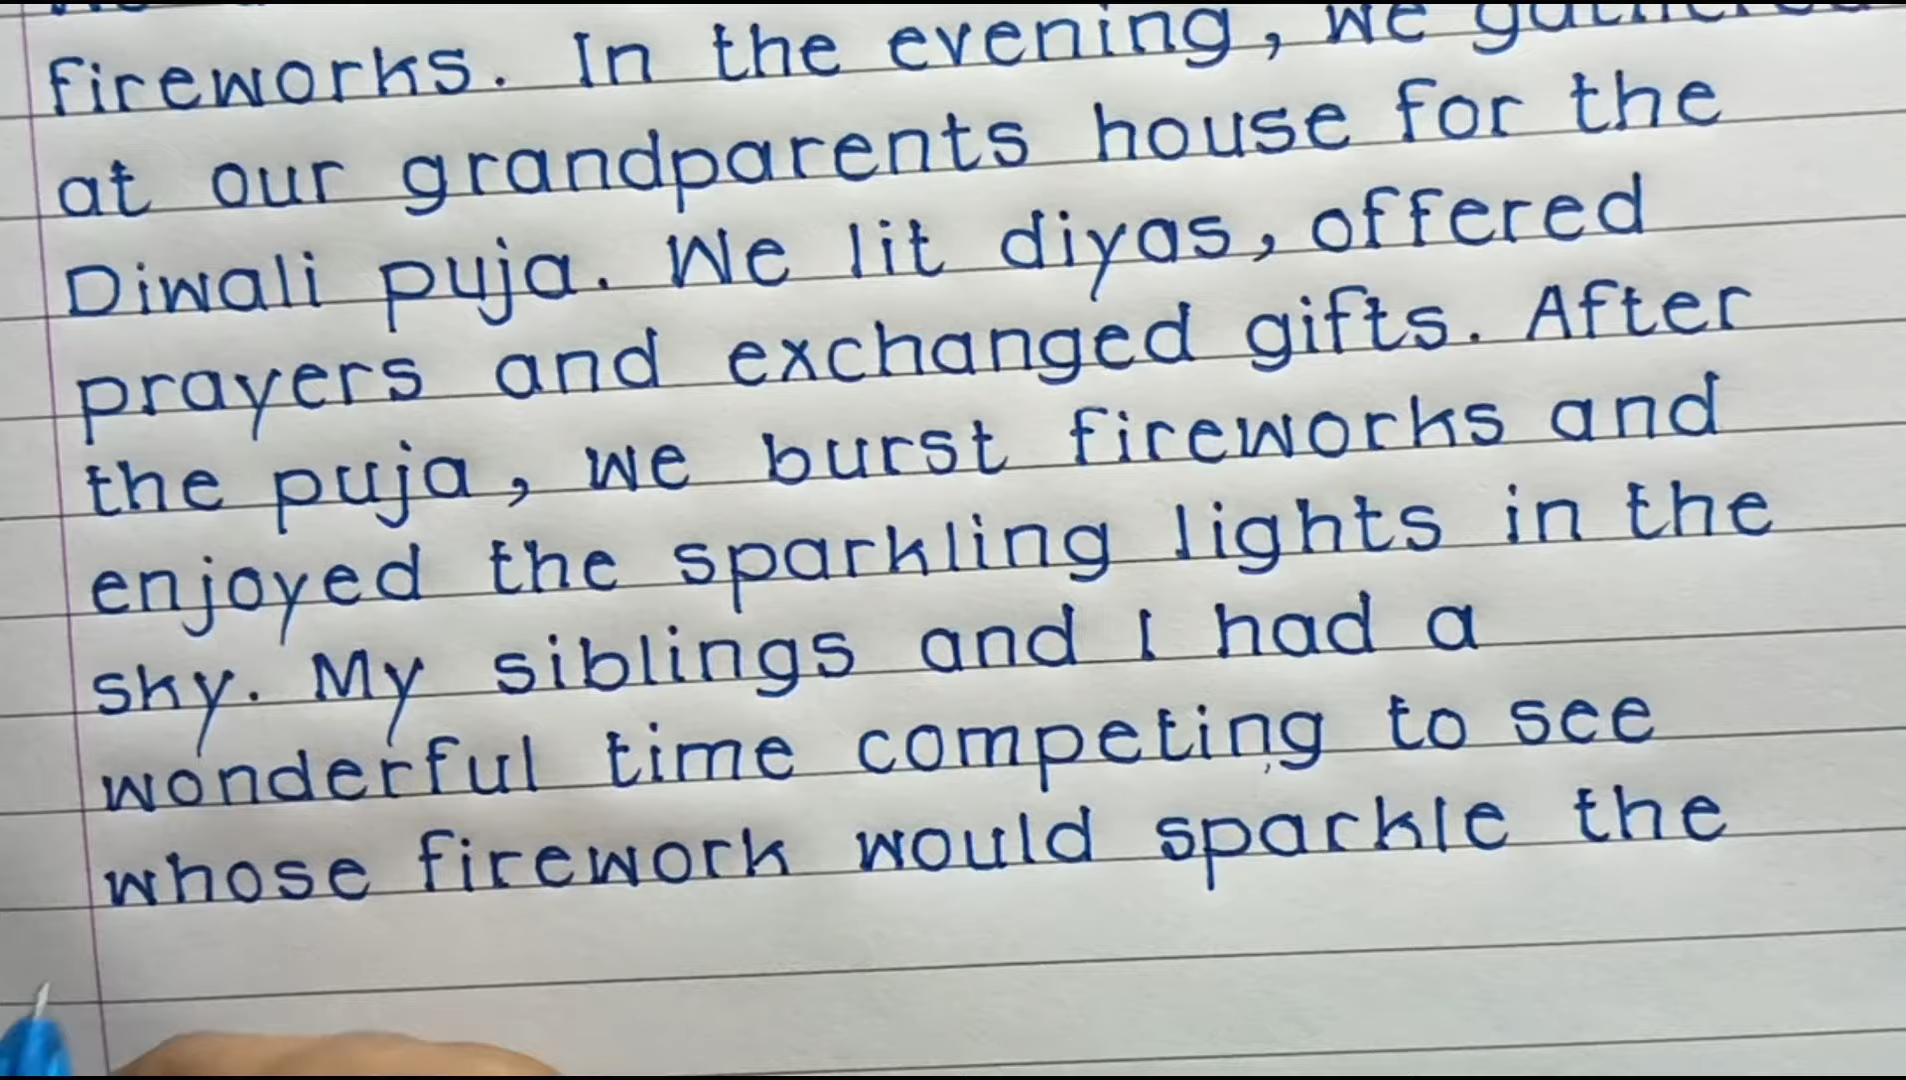 fireworks. In the evening, we gathered
at our grandparents house for the
Diwali puja. We lit diyas, offered
prayers and exchanged gifts. After
the puja, we burst fireworks and
enjoyed the sparkling lights in the
sky. My siblings and I had a
wonderful time competing to see
whose firework would sparkle the